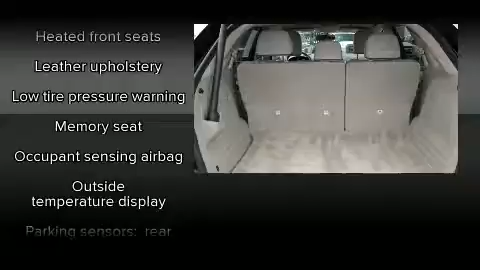 Heated front seats
Leather upholstery
Low tire pressure warning
Memory seat
Occupant sensing airbag
Outside
temperature display
Parking sensors:  rear